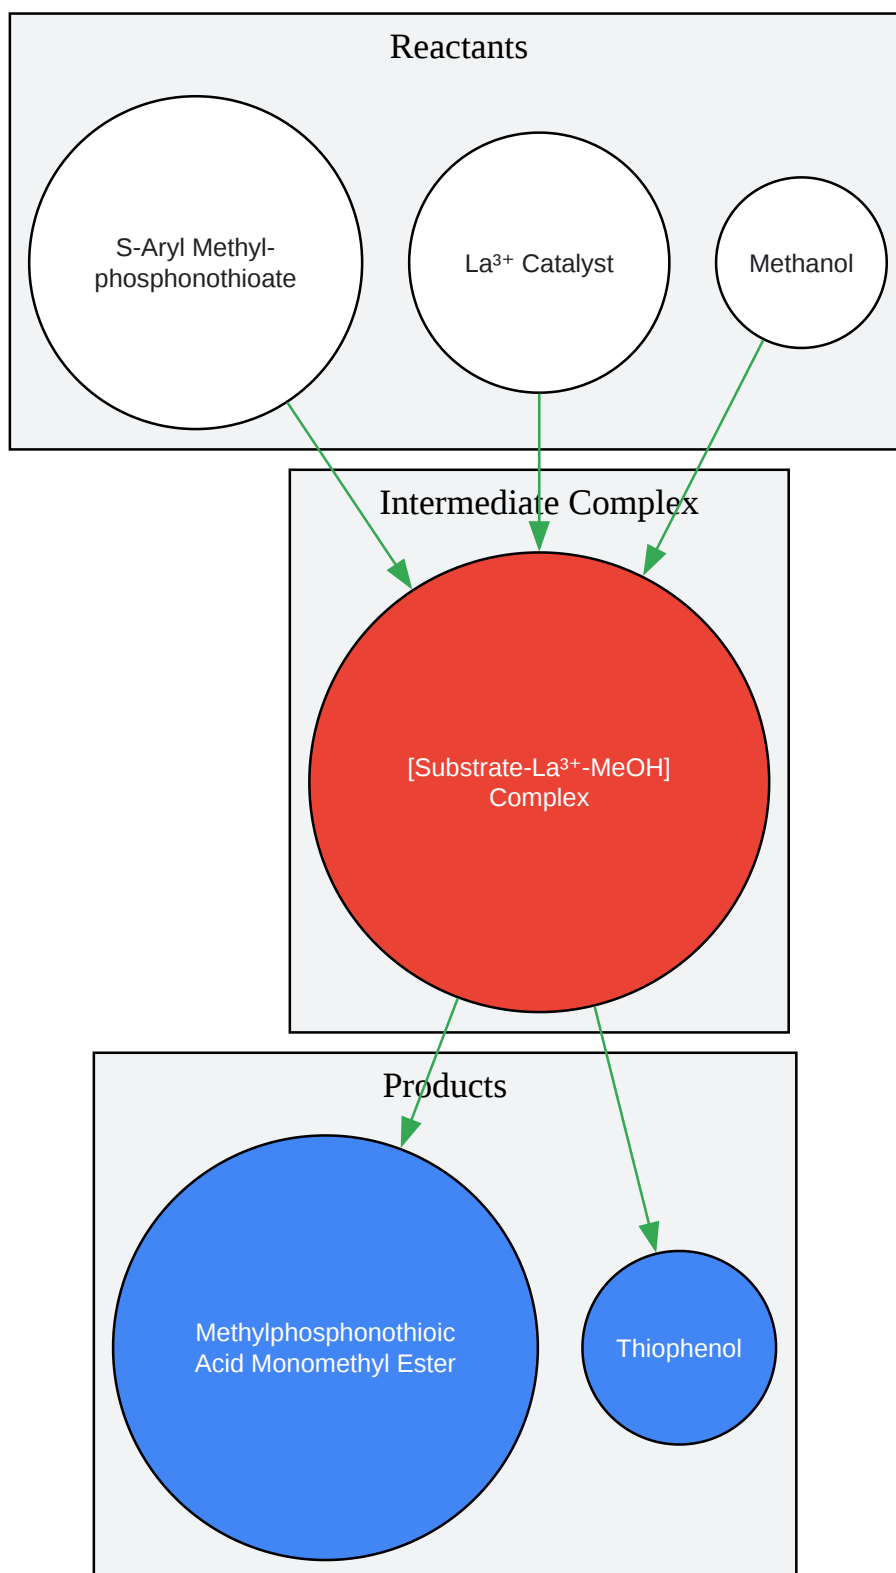 Reactants
S-Aryl Methyl-
phosphonothioate
La³⁺ Catalyst
Methanol
Intermediate Complex
[Substrate-La³⁺-MeOH]
Complex
Products
Methylphosphonothioic
Acid Monomethyl Ester
Thiophenol